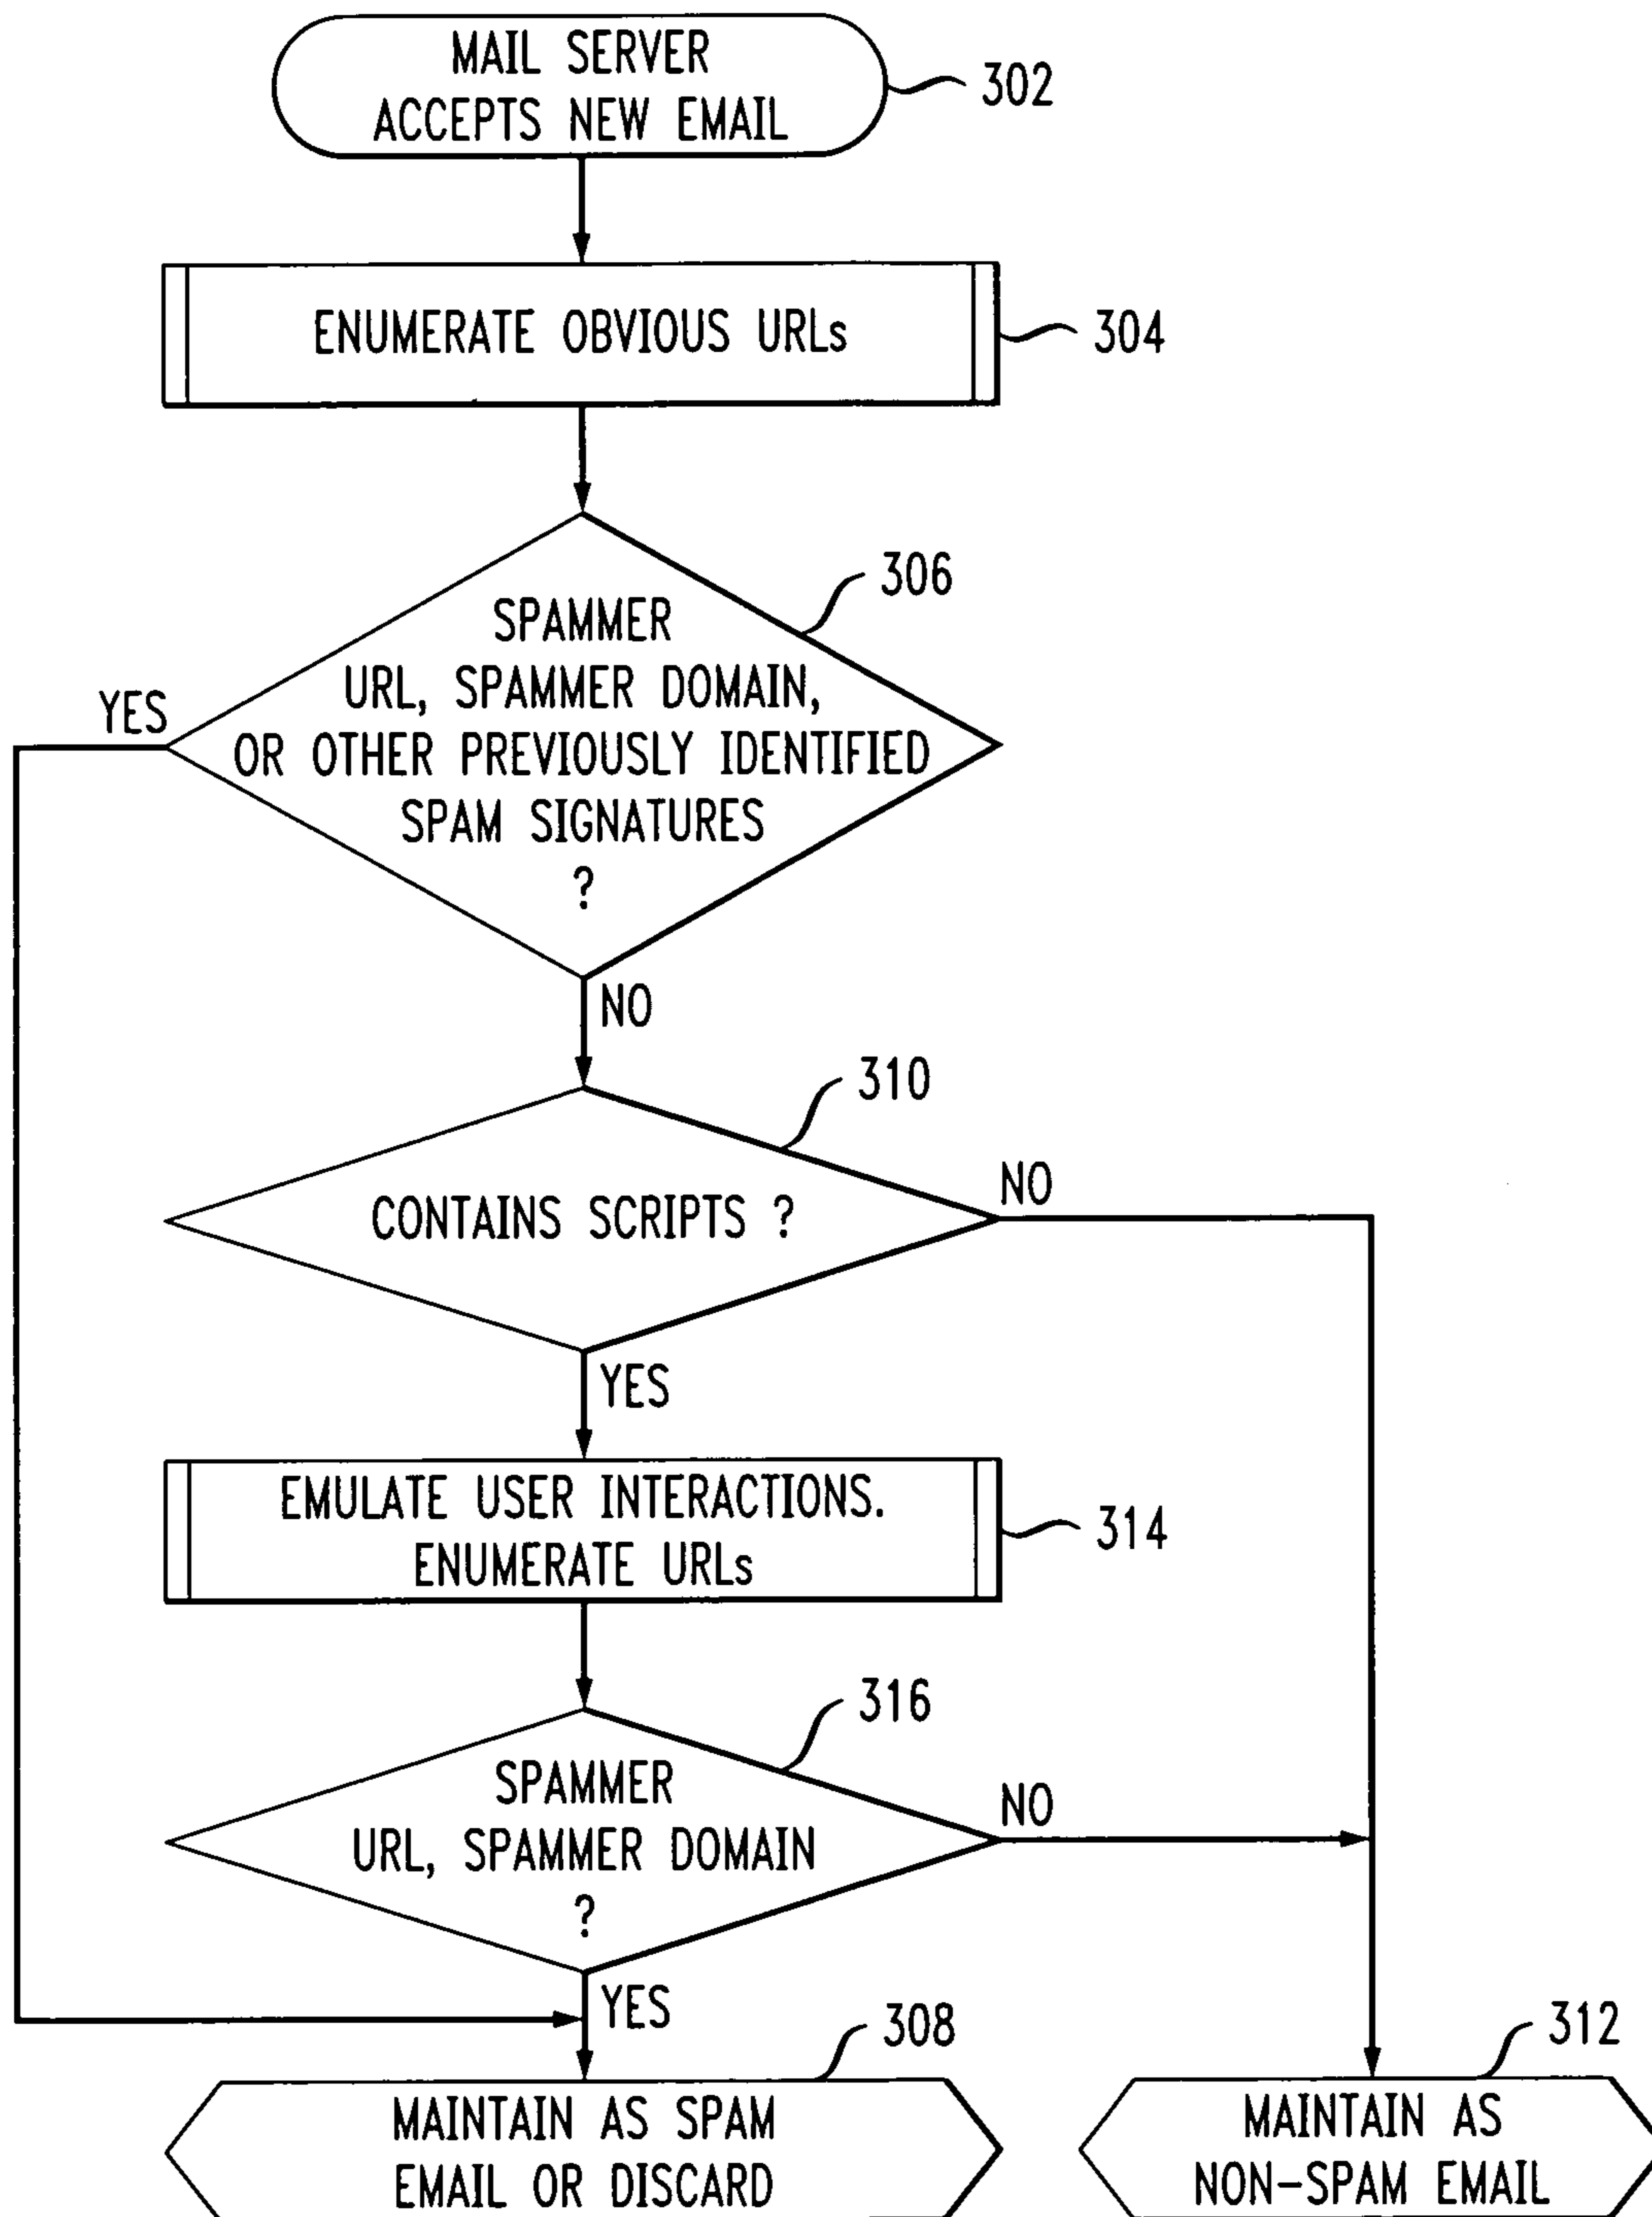 MAIL SERVER
ACCEPTS NEW EMAIL
302
ENUMERATE OBVIOUS URLs
304
306
SPAMMER
URL, SPAMMER DOMAIN,
OR OTHER PREVIOUSLY IDENTIFIED
SPAM SIGNATURES
?
YES
NO
310
CONTAINS SCRIPTS ?
NO
YES
EMULATE USER INTERACTIONS.
ENUMERATE URLs
314
316
SPAMMER
URL, SPAMMER DOMAIN
?
NO
YES
308
MAINTAIN AS SPAM
EMAIL OR DISCARD
312
MAINTAIN AS
NON-SPAM EMAIL